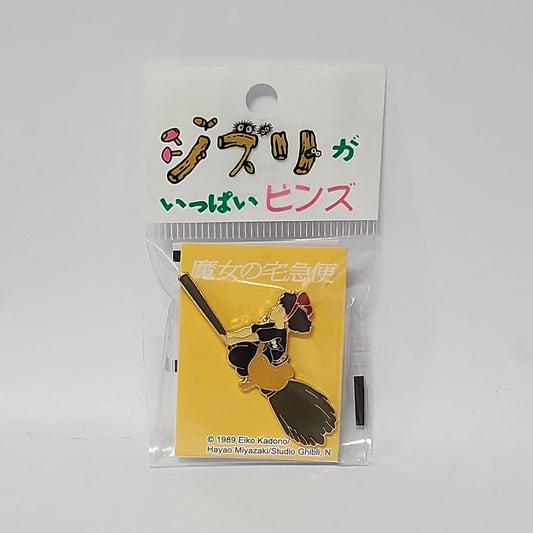 ジブリが
いっぱいピンズ
魔女の宅急便
© 1989 Eiko Kadono/
Hayao Miyazaki/Studio Ghibli, N